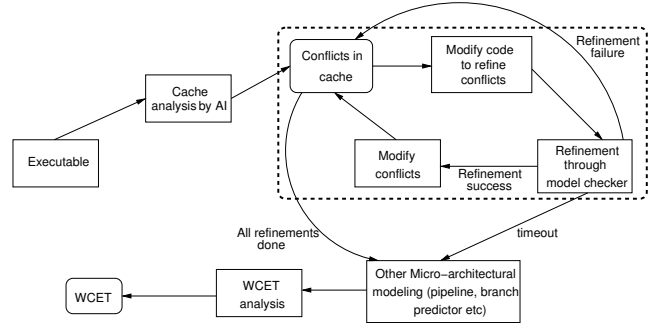 Refinement
failure
Conflicts in
cache
Modify code
to refine
conflicts
Cache
analysis by AI
Executable
Modify
conflicts
Refinement
success
Refinement
through
model checker
All refinements
done
timeout
Other Micro-architectural
modeling (pipeline, branch
predictor etc)
WCET
analysis
WCET